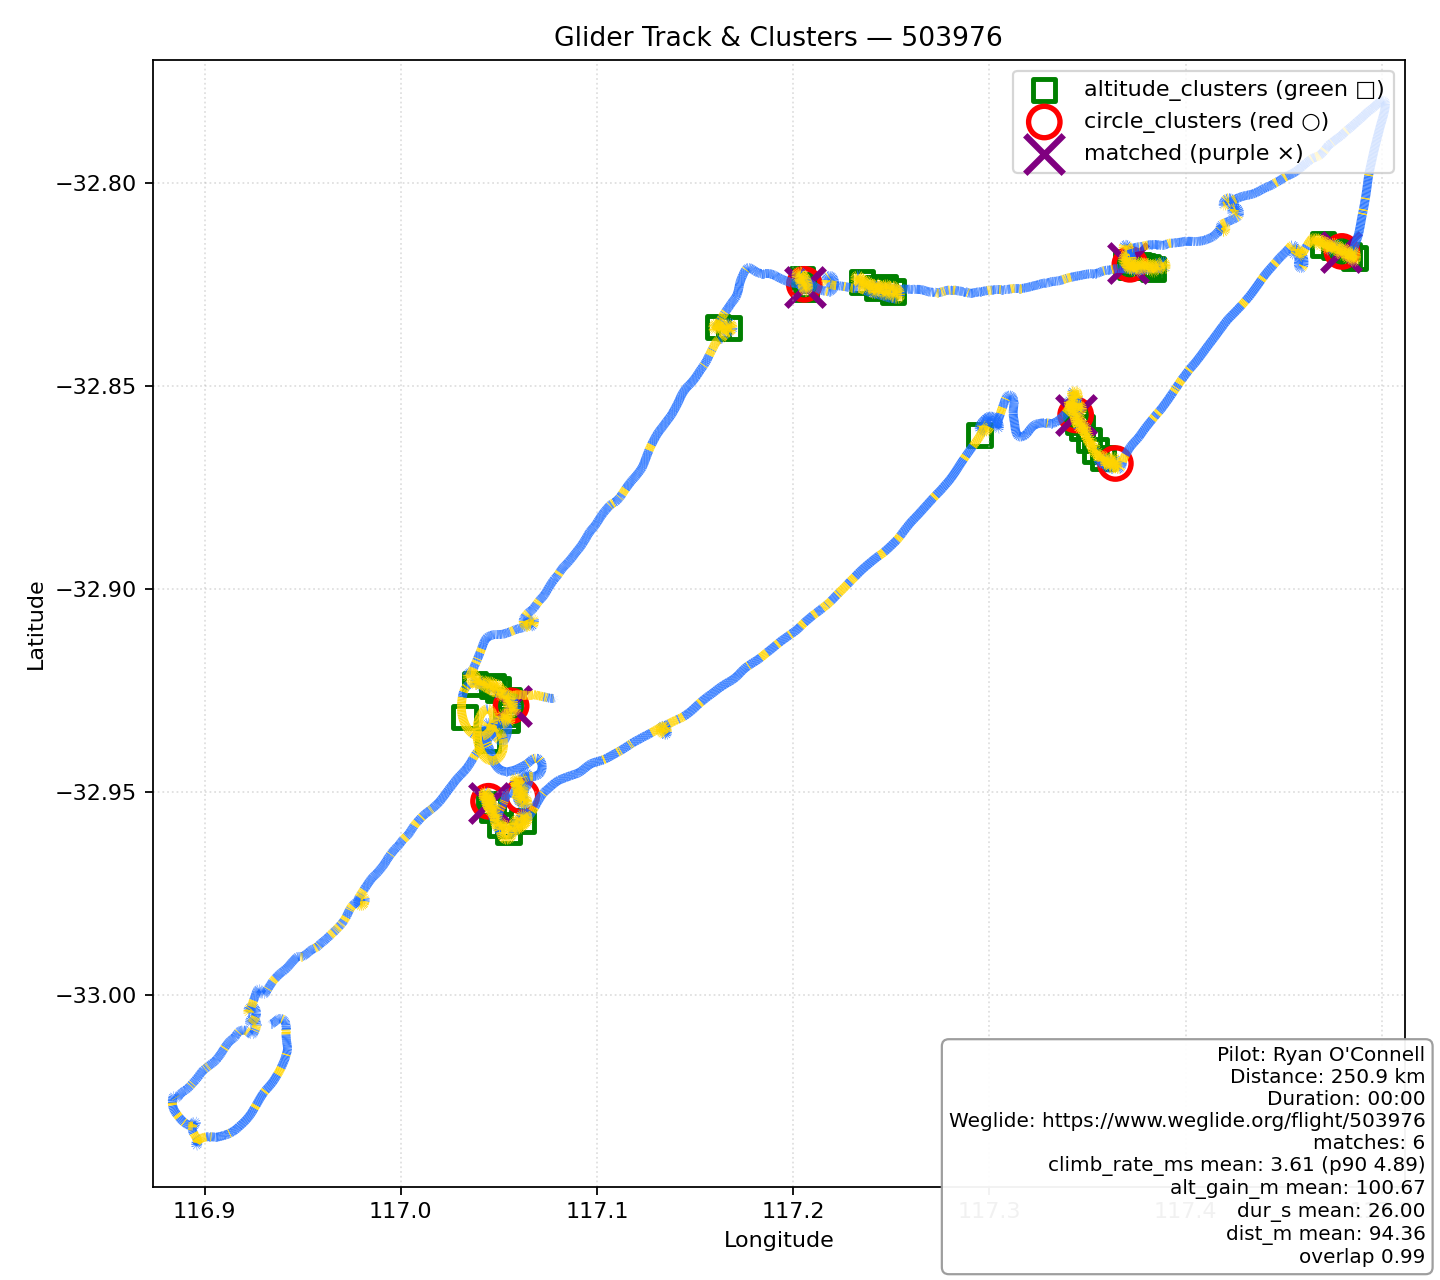 Glider Track & Clusters — 503976
altitude_clusters (green □)
circle_clusters (red ○)
matched (purple ×)
−32.80
−32.85
−32.90
−32.95
−33.00
Latitude
116.9
117.0
117.1
117.2
117.3
117.4
Longitude
Pilot: Ryan O'Connell
Distance: 250.9 km
Duration: 00:00
Weglide: https://www.weglide.org/flight/503976
matches: 6
climb_rate_ms mean: 3.61 (p90 4.89)
alt_gain_m mean: 100.67
dur_s mean: 26.00
dist_m mean: 94.36
overlap 0.99